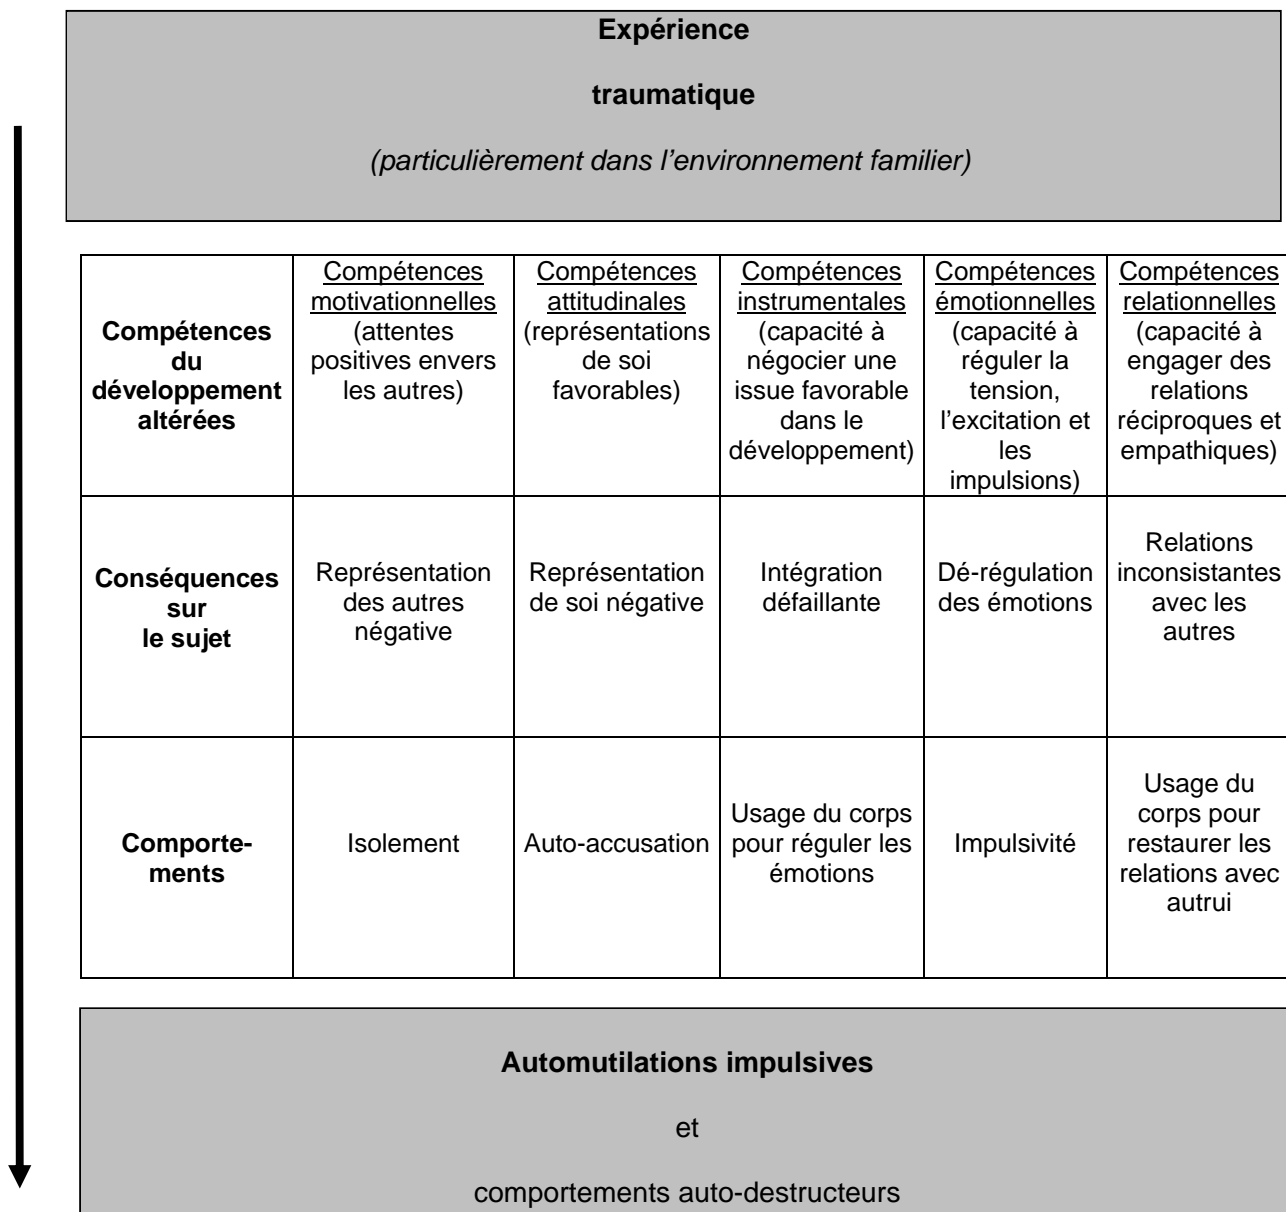 Expérience
traumatique
(particulièrement dans l'environnement familier)
Compétences
du
développement
altérées
Compétences
motivationnelles
(attentes
positives envers
les autres)
Compétences
attitudinales
(représentations
de soi
favorables)
Compétences
instrumentales
(capacité à
négocier une
issue favorable
dans le
développement)
Compétences
émotionnelles
(capacité à
réguler la
tension,
l'excitation et
les
impulsions)
Compétences
relationnelles
(capacité à
engager des
relations
réciproques et
empathiques)
Conséquences
sur
le sujet
Représentation
des autres
négative
Représentation
de soi négative
Intégration
défaillante
Dé-régulation
des émotions
Relations
inconsistantes
avec les
autres
Comporte-
ments
Isolement
Auto-accusation
Usage du corps
pour réguler les
émotions
Impulsivité
Usage du
corps pour
restaurer les
relations avec
autrui
Automutilations impulsives
et
comportements auto-destructeurs